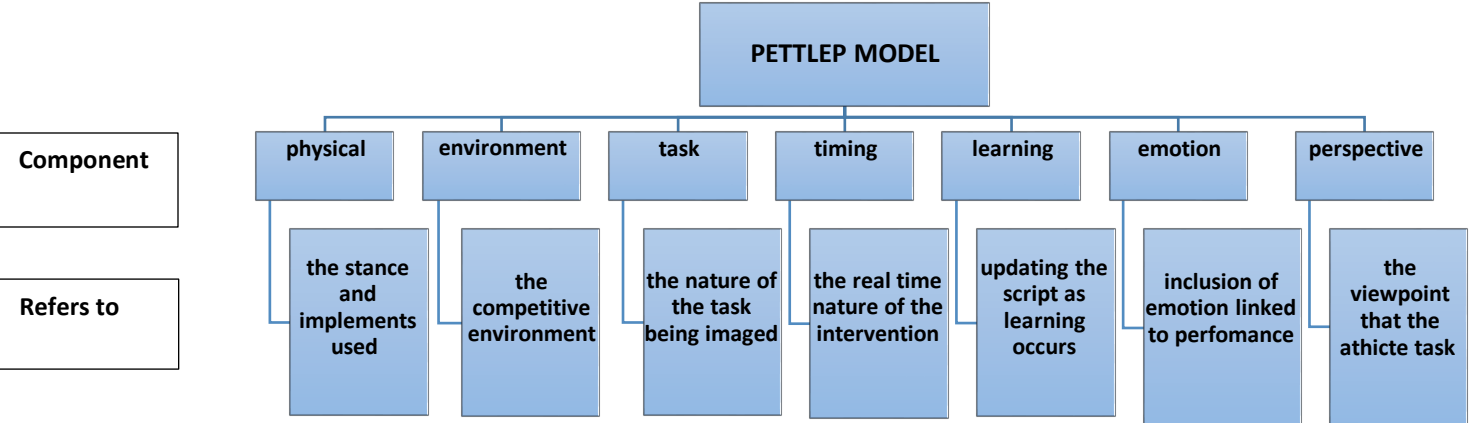 PETTLEP MODEL
Component
physical
environment
task
timing
learning
emotion
perspective
Refers to
the stance
and
implements
used
the
competitive
environment
the nature of
the task
being imaged
the real time
nature of the
intervention
updating the
script as
learning
occurs
inclusion of
emotion linked
to perfomance
the
viewpoint
that the
athicte task